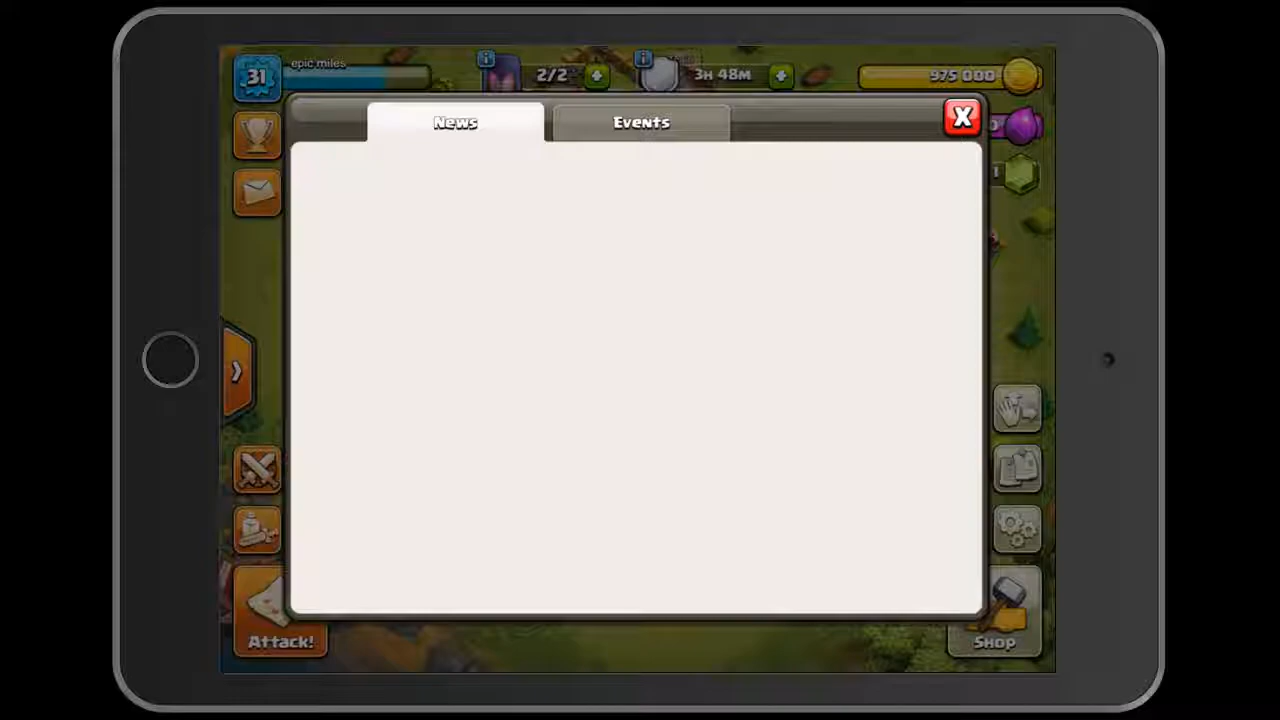 31
epic miles
2/2
3h 48m
975 000
News
Events
X
Attack!
Shop